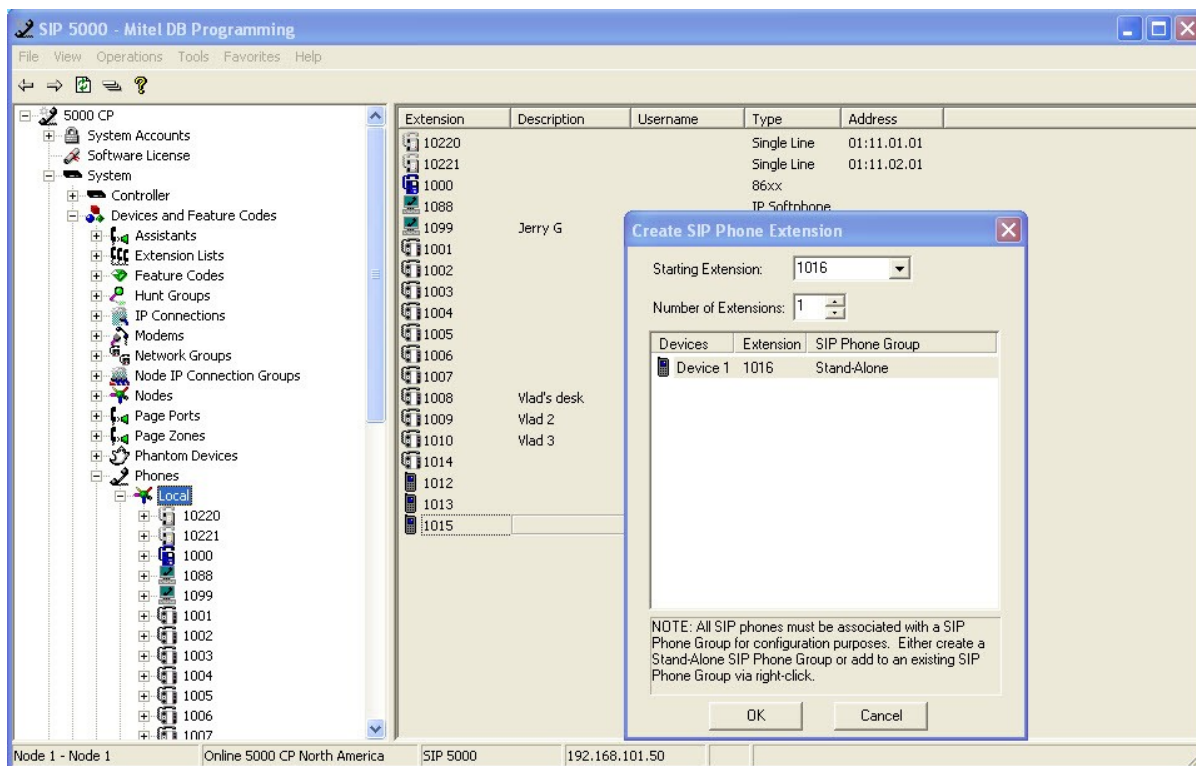 SIP 5000 - Mitel DB Programming
File View Operations Tools Favorites Help
5000 CP
System Accounts
Software License
System
Controller
Devices and Feature Codes
Assistants
Extension Lists
Feature Codes
Hunt Groups
IP Connections
Modems
Network Groups
Node IP Connection Groups
Nodes
Page Ports
Page Zones
Phantom Devices
Phones
Local
10220
10221
1000
1088
1099
1001
1002
1003
1004
1005
1006
1007
Extension Description Username Type Address
10220 Single Line 01:11.01.01
10221 Single Line 01:11.02.01
1000 86xx
1088 IP Softphone
1099 Jerry G
1001
1002
1003
1004
1005
1006
1007
1008 Vlad's desk
1009 Vlad 2
1010 Vlad 3
1014
1012
1013
1015
Create SIP Phone Extension
Starting Extension: 1016
Number of Extensions: 1
Devices Extension SIP Phone Group
Device 1 1016 Stand-Alone
NOTE: All SIP phones must be associated with a SIP
Phone Group for configuration purposes. Either create a
Stand-Alone SIP Phone Group or add to an existing SIP
Phone Group via right-click.
OK Cancel
Node 1 - Node 1 Online 5000 CP North America SIP 5000 192.168.101.50